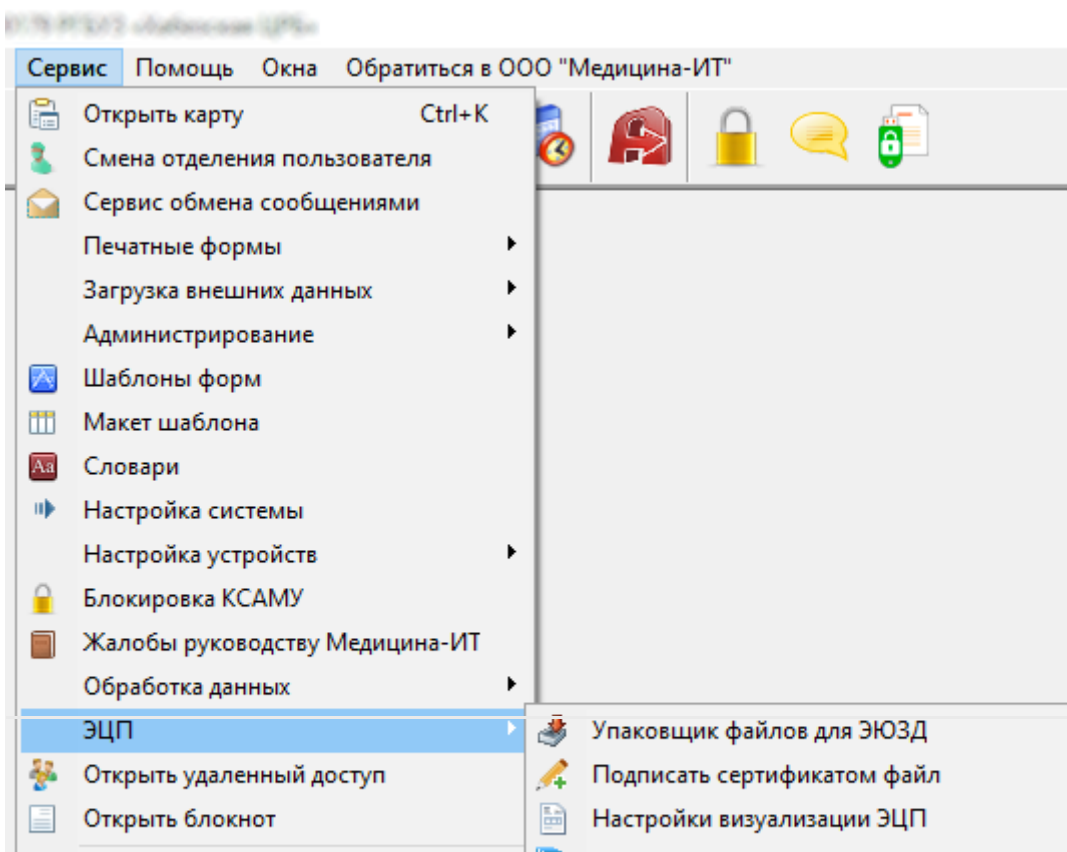 Сервис Помощь Окна Обратиться в ООО "Медицина-ИТ"
Открыть карту Ctrl+K
Смена отделения пользователя
Сервис обмена сообщениями
Печатные формы
Загрузка внешних данных
Администрирование
Шаблоны форм
Макет шаблона
Aa Словари
Настройка системы
Настройка устройств
Блокировка КСАМУ
Жалобы руководству Медицина-ИТ
Обработка данных
ЭЦП Упаковщик файлов для ЭЮЗД
Открыть удаленный доступ Подписать сертификатом файл
Открыть блокнот Настройки визуализации ЭЦП